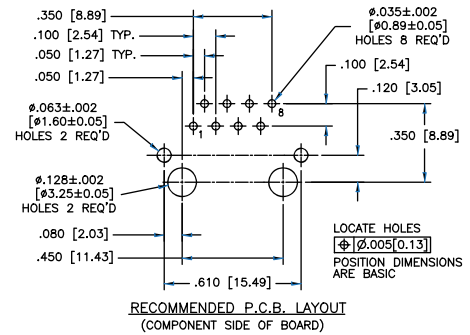 .350 [8.89]
.100 [2.54] TYP.
.050 [1.27] TYP.
.050 [1.27]
ø.035±.002
[ø0.89±0.05]
HOLES 8 REQ'D
.100 [2.54]
.120 [3.05]
8
1
ø.063±.002
[ø1.60±0.05]
HOLES 2 REQ'D
.350 [8.89]
ø.128±.002
[ø3.25±0.05]
HOLES 2 REQ'D
.080 [2.03]
.450 [11.43]
.610 [15.49]
LOCATE HOLES
⌖ Ø.005[0.13]
POSITION DIMENSIONS
ARE BASIC
RECOMMENDED P.C.B. LAYOUT
(COMPONENT SIDE OF BOARD)